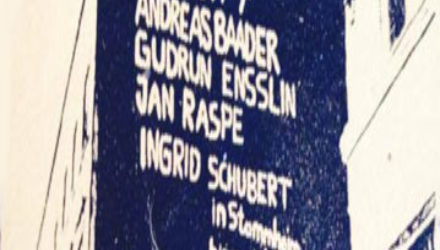 ANDREAS BAADER
GUDRUN ENSSLIN
JAN RASPE
INGRID SCHUBERT
in Stammheim